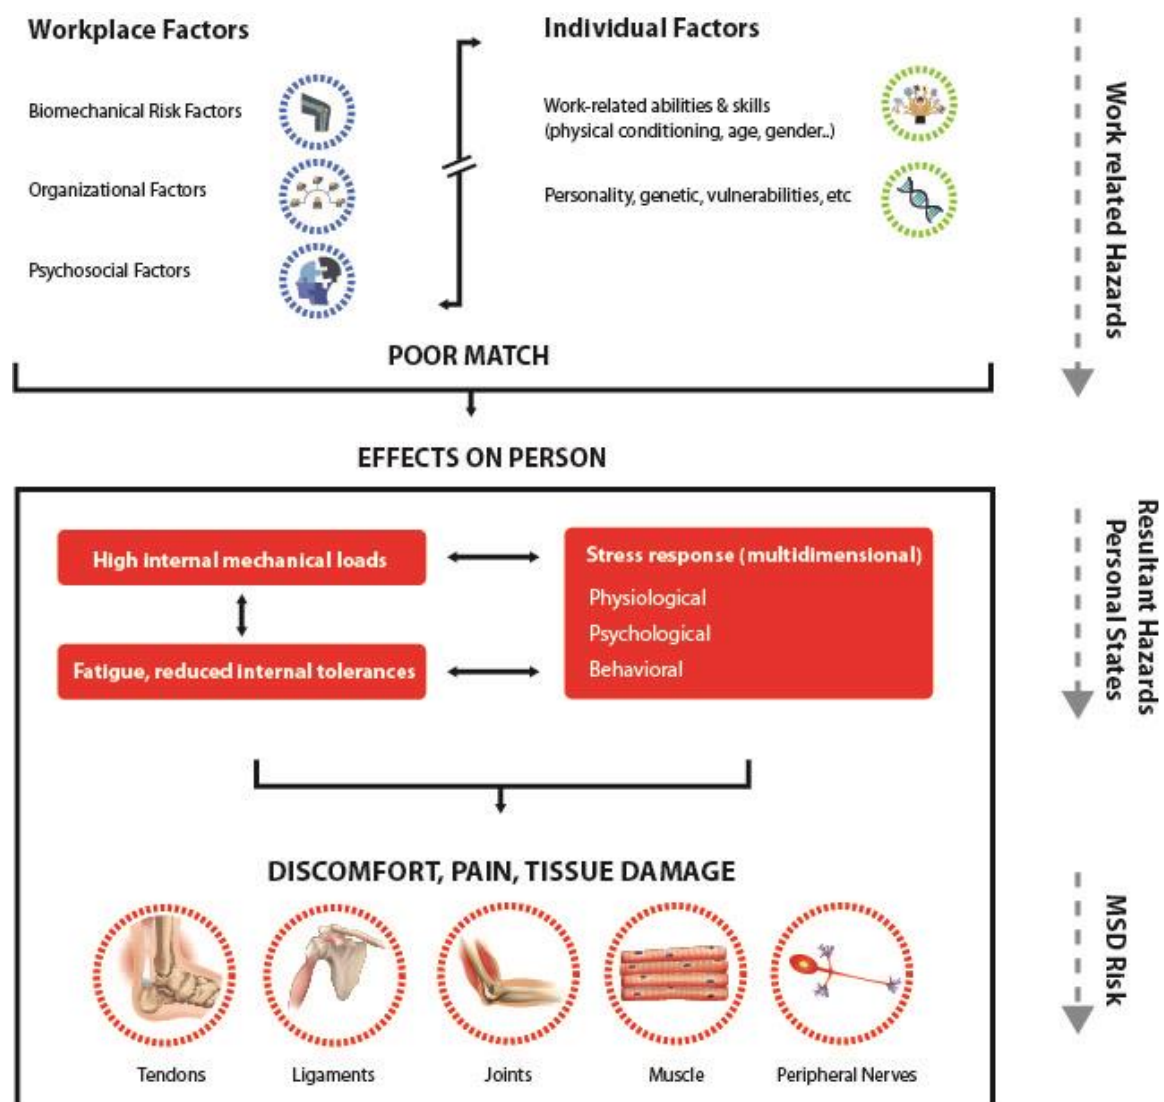 Workplace Factors
Biomechanical Risk Factors
Organizational Factors
Psychosocial Factors
Individual Factors
Work-related abilities & skills
(physical conditioning, age, gender..)
Personality, genetic, vulnerabilities, etc
POOR MATCH
Work related Hazards
EFFECTS ON PERSON
High internal mechanical loads
Fatigue, reduced internal tolerances
Stress response (multidimensional)
Physiological
Psychological
Behavioral
Resultant Hazards
Personal States
DISCOMFORT, PAIN, TISSUE DAMAGE
Tendons
Ligaments
Joints
Muscle
Peripheral Nerves
MSD Risk